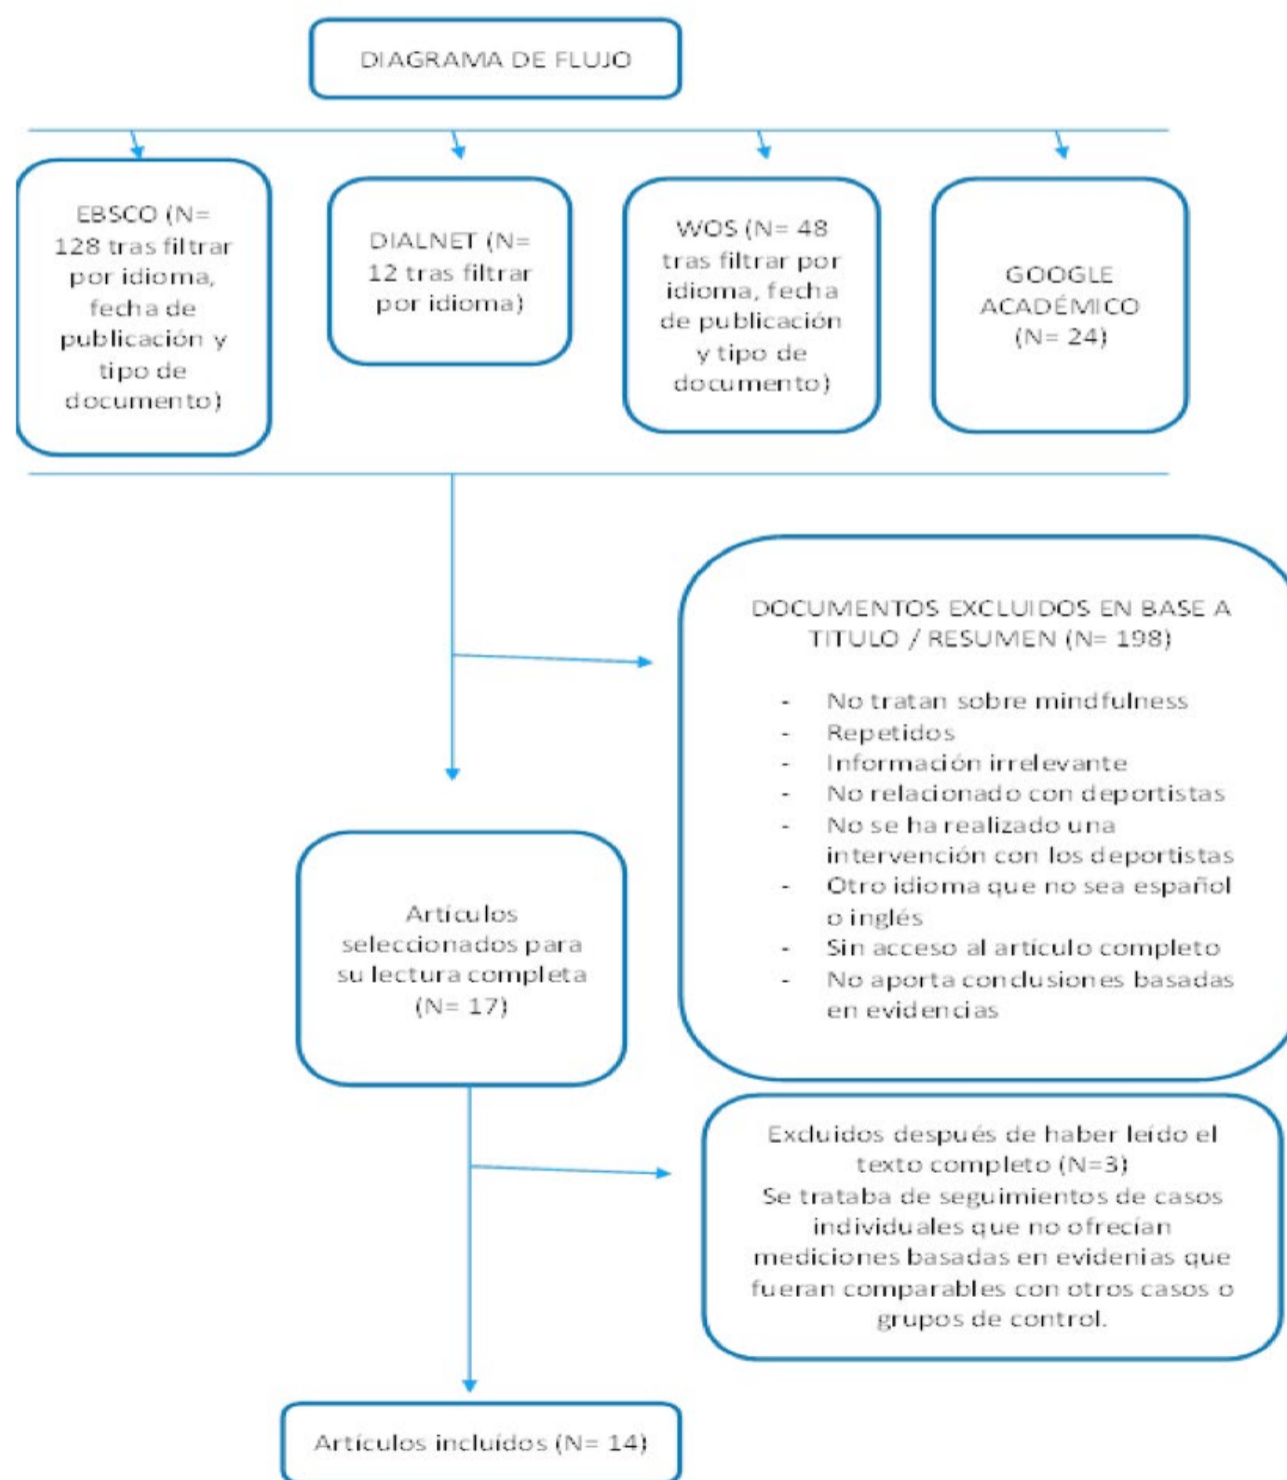 DIAGRAMA DE FLUJO
EBSCO (N=
128 tras filtrar
por idioma,
fecha de
publicación y
tipo de
documento)
DIALNET (N=
12 tras filtrar
por idioma)
WOS (N= 48
tras filtrar por
idioma, fecha
de publicación
y tipo de
documento)
GOOGLE
ACADÉMICO
(N= 24)
DOCUMENTOS EXCLUIDOS EN BASE A
TITULO / RESUMEN (N= 198)
- No tratan sobre mindfulness
- Repetidos
- Información irrelevante
- No relacionado con deportistas
- No se ha realizado una
intervención con los deportistas
- Otro idioma que no sea español
o inglés
- Sin acceso al artículo completo
- No aporta conclusiones basadas
en evidencias
Artículos
seleccionados para
su lectura completa
(N= 17)
Excluidos después de haber leído el
texto completo (N=3)
Se trataba de seguimientos de casos
individuales que no ofrecían
mediciones basadas en evidenias que
fueran comparables con otros casos o
grupos de control.
Artículos incluídos (N= 14)